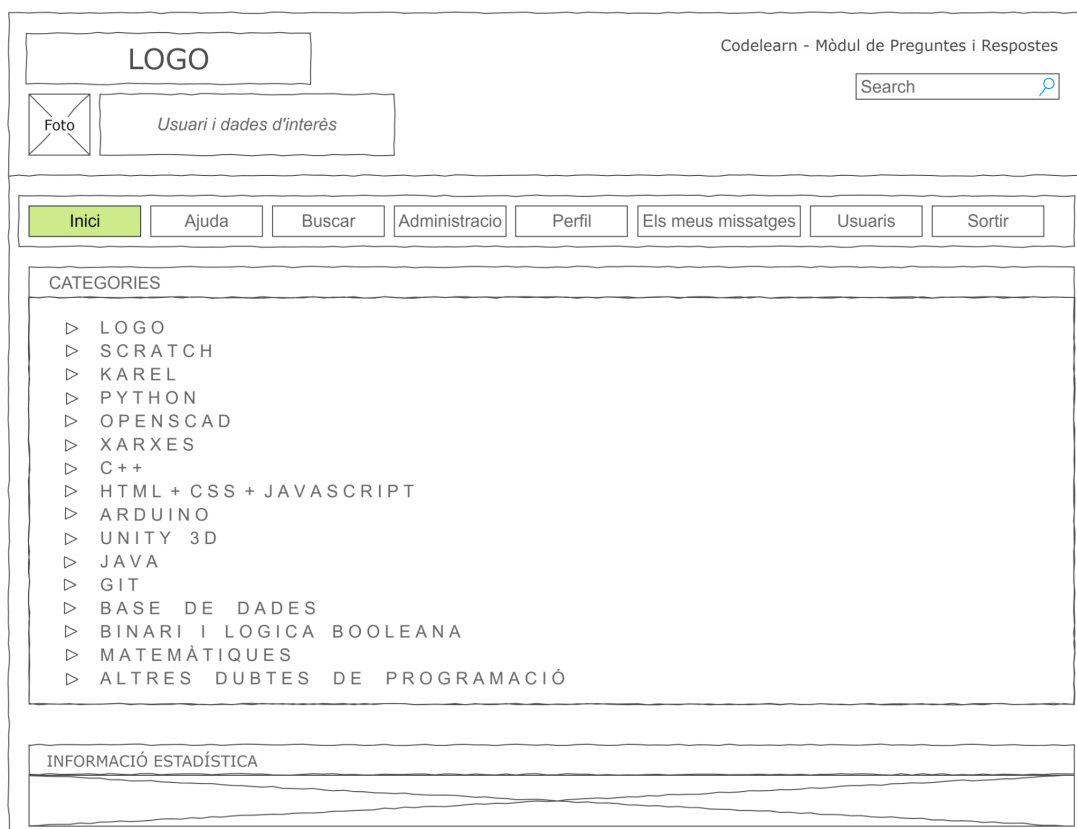 LOGO
Codelearn - Mòdul de Preguntes i Respostes
Search
Foto
Usuari i dades d'interès
Inici
Ajuda
Buscar
Administracio
Perfil
Els meus missatges
Usuaris
Sortir
CATEGORIES
LOGO
SCRATCH
KAREL
PYTHON
OPENSCAD
XARXES
C++
HTML + CSS + JAVASCRIPT
ARDUINO
UNITY 3D
JAVA
GIT
BASE DE DADES
BINARI I LOGICA BOOLEANA
MATEMÀTIQUES
ALTRES DUBTES DE PROGRAMACIÓ
INFORMACIÓ ESTADÍSTICA